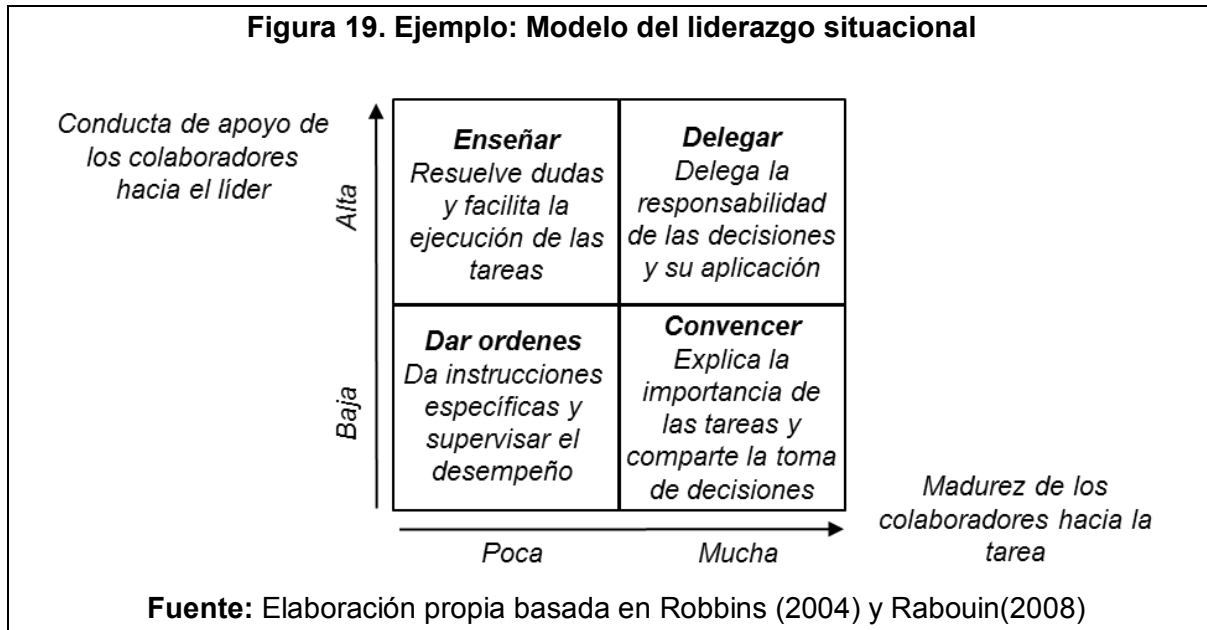 Figura 19. Ejemplo: Modelo del liderazgo situacional
Conducta de apoyo de
los colaboradores
hacia el líder
Alta
Baja
Enseñar
Resuelve dudas
y facilita la
ejecución de las
tareas
Delegar
Delega la
responsabilidad
de las decisiones
y su aplicación
Dar ordenes
Da instrucciones
específicas y
supervisar el
desempeño
Convencer
Explica la
importancia de
las tareas y
comparte la toma
de decisiones
Poca
Mucha
Madurez de los
colaboradores hacia la
tarea
Fuente: Elaboración propia basada en Robbins (2004) y Rabouin(2008)